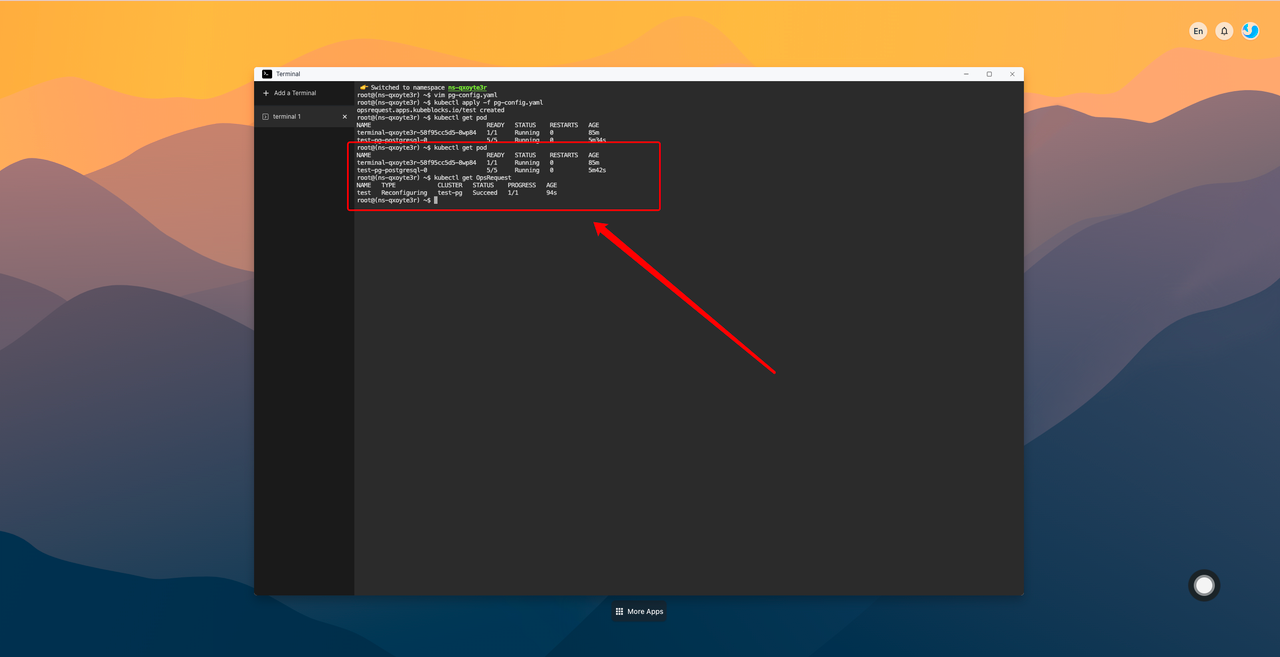 En
Terminal
Add a Terminal
terminal 1
👉 Switched to namespace ns-qxoyte3r
root@(ns-qxoyte3r) ~$ vim pg-config.yaml
root@(ns-qxoyte3r) ~$ kubectl apply -f pg-config.yaml
opsrequest.apps.kubeblocks.io/test created
root@(ns-qxoyte3r) ~$ kubectl get pod
NAME READY STATUS RESTARTS AGE
terminal-qxoyte3r-58f95cc5d5-0wp84 1/1 Running 0 85m
test-pg-postgresql-0 5/5 Running 0 5m34s
root@(ns-qxoyte3r) ~$ kubectl get pod
NAME READY STATUS RESTARTS AGE
terminal-qxoyte3r-58f95cc5d5-0wp84 1/1 Running 0 85m
test-pg-postgresql-0 5/5 Running 0 5m42s
root@(ns-qxoyte3r) ~$ kubectl get OpsRequest
NAME TYPE CLUSTER STATUS PROGRESS AGE
test Reconfiguring test-pg Succeed 1/1 94s
root@(ns-qxoyte3r) ~$
More Apps